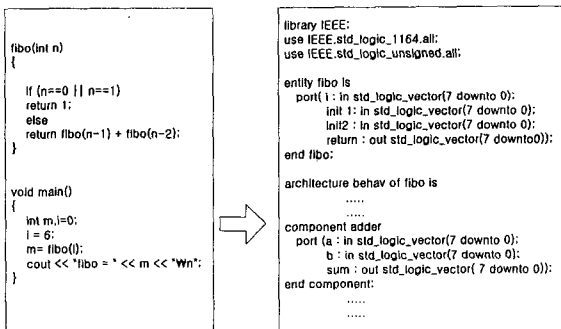 fibo(int n)
{
if (n==0 || n==1)
return 1;
else
return fibo(n-1) + fibo(n-2);
}
void main()
{
int m,i=0;
i = 6;
m= fibo(i);
cout << "fibo = " << m << "₩n";
}
library IEEE;
use IEEE.std_logic_1164.all;
use IEEE.std_logic_unsigned.all;
entity fibo is
port( i : in std_logic_vector(7 downto 0);
init 1: in std_logic_vector(7 downto 0);
init2 : in std_logic_vector(7 downto 0);
return : out std_logic_vector(7 downto0));
end fibo;
architecture behav of fibo is
.....
.....
component adder
port (a : in std_logic_vector(7 downto 0);
b : in std_logic_vector(7 downto 0);
sum : out std_logic_vector( 7 downto 0));
end component;
.....
.....